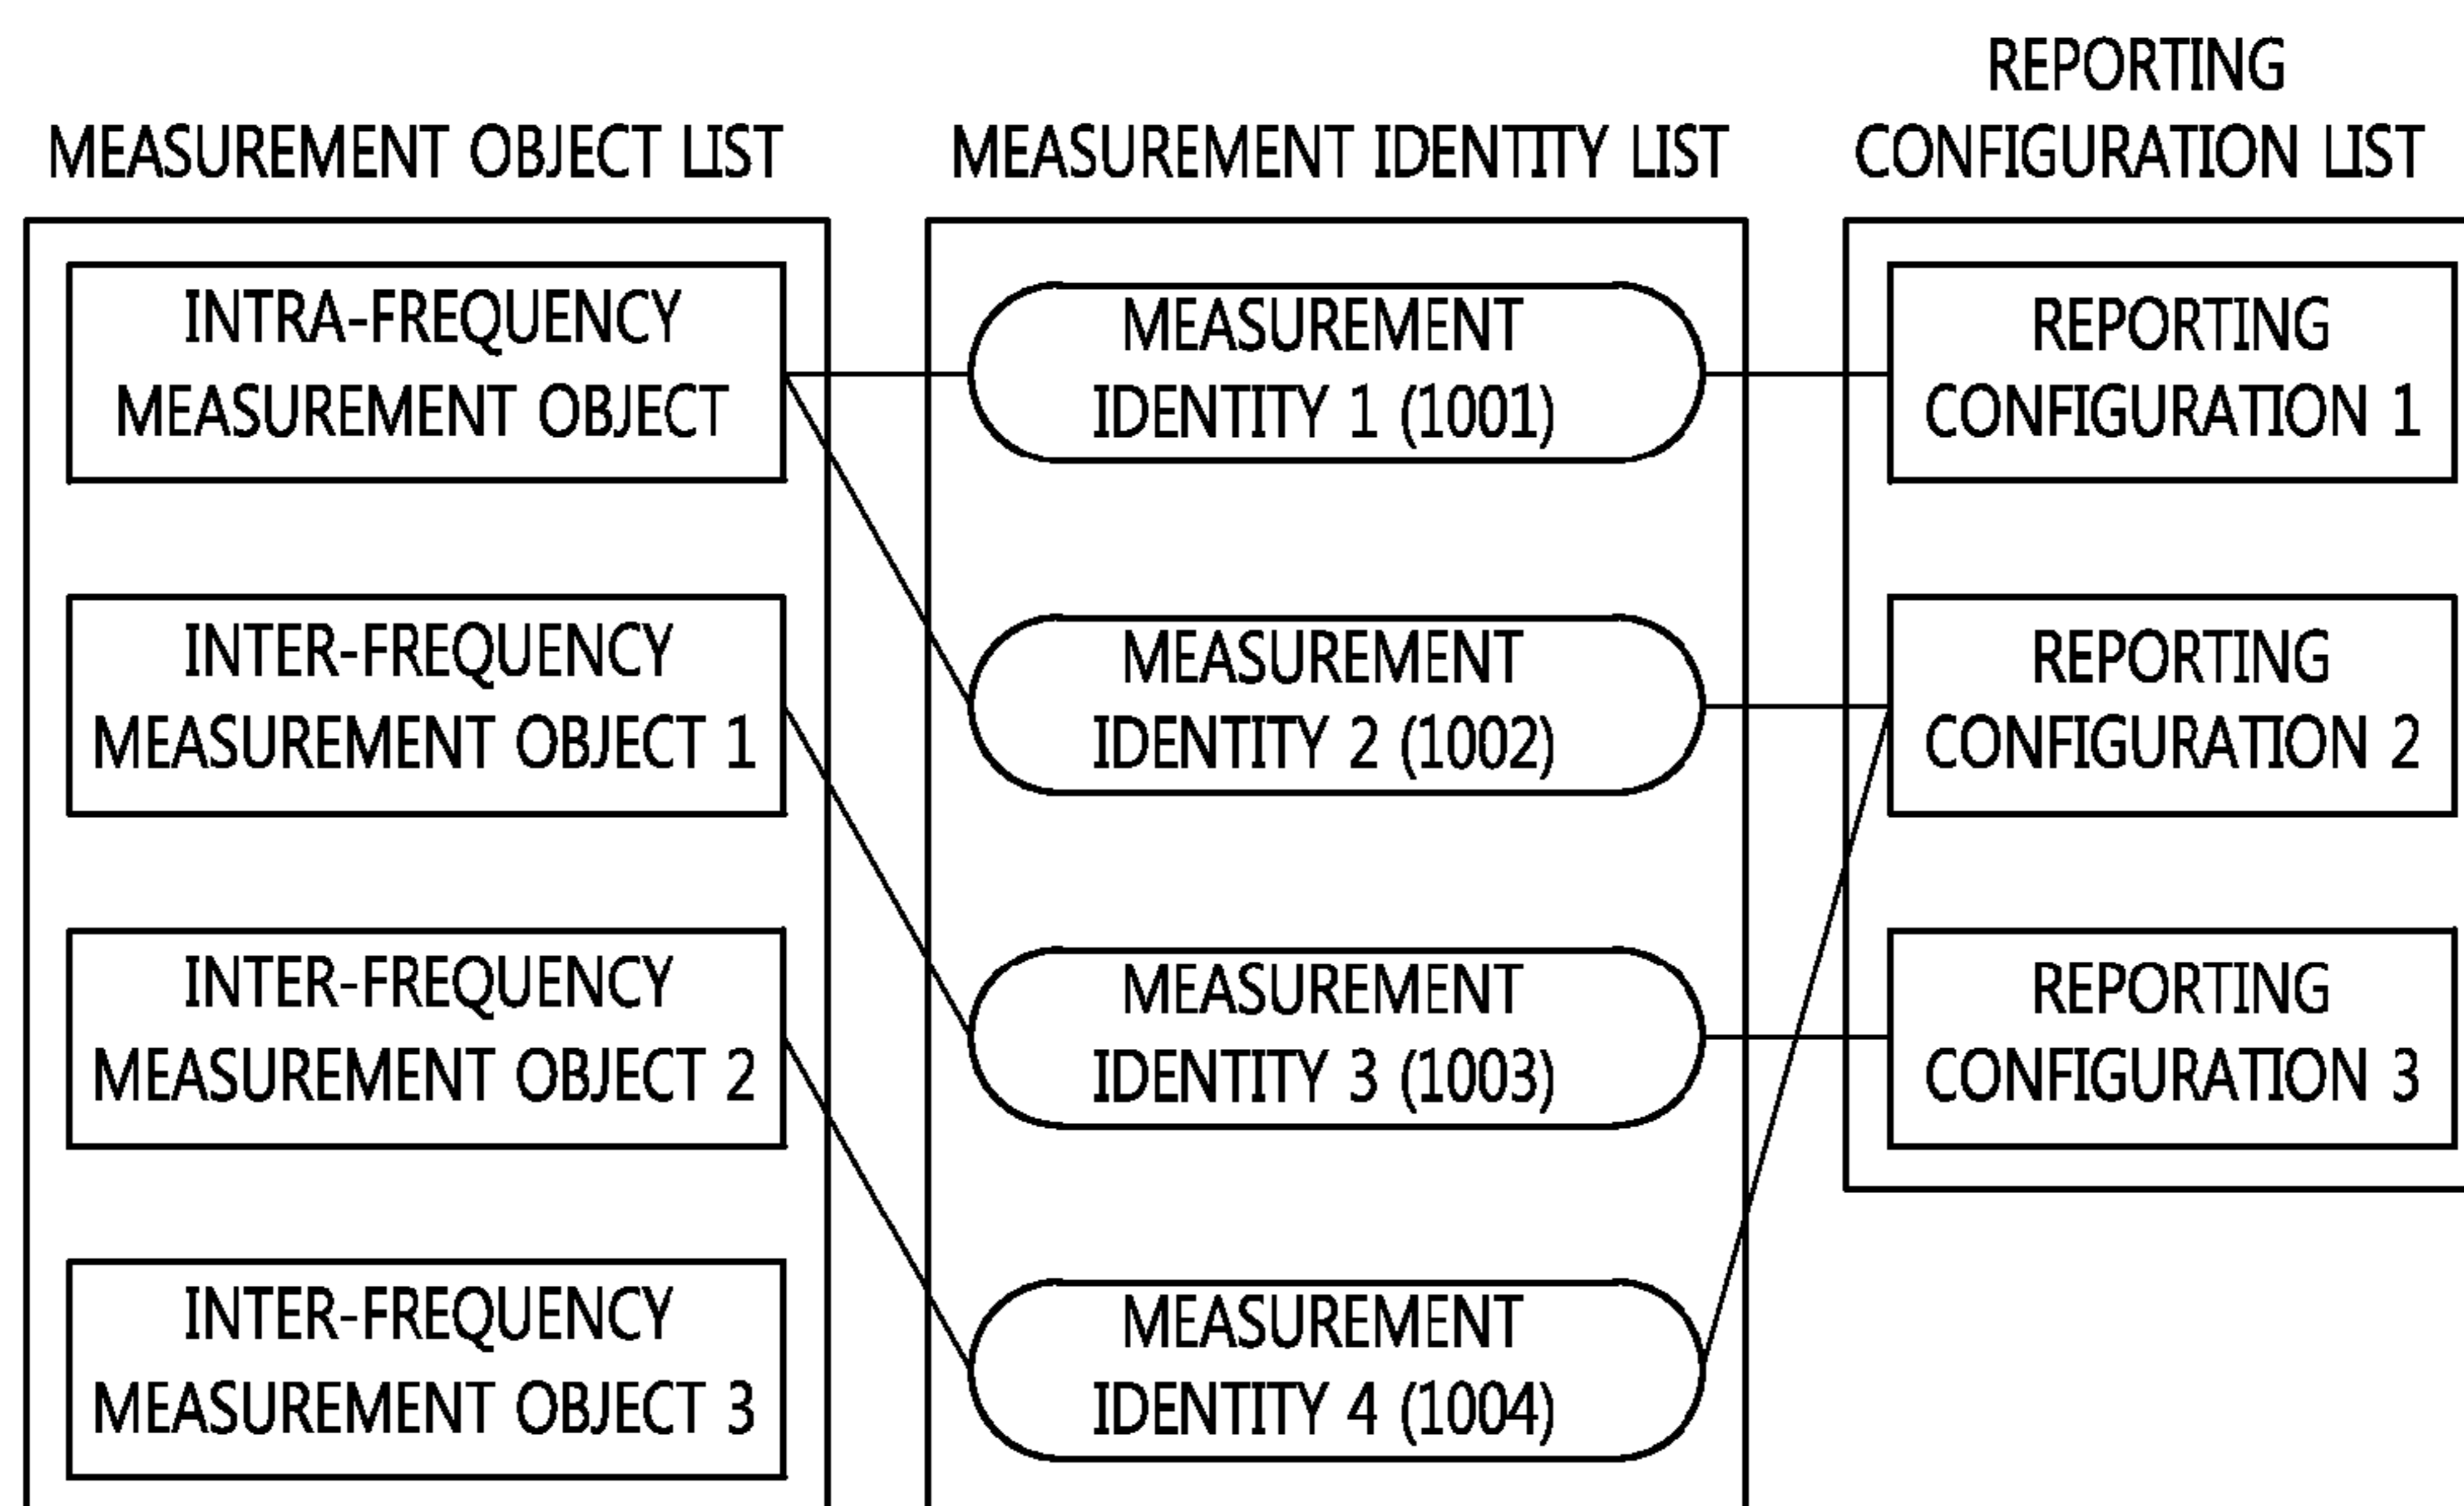 MEASUREMENT OBJECT LIST
INTRA-FREQUENCY
MEASUREMENT OBJECT
INTER-FREQUENCY
MEASUREMENT OBJECT 1
INTER-FREQUENCY
MEASUREMENT OBJECT 2
INTER-FREQUENCY
MEASUREMENT OBJECT 3
MEASUREMENT IDENTITY LIST
MEASUREMENT
IDENTITY 1 (1001)
MEASUREMENT
IDENTITY 2 (1002)
MEASUREMENT
IDENTITY 3 (1003)
MEASUREMENT
IDENTITY 4 (1004)
REPORTING
CONFIGURATION LIST
REPORTING
CONFIGURATION 1
REPORTING
CONFIGURATION 2
REPORTING
CONFIGURATION 3